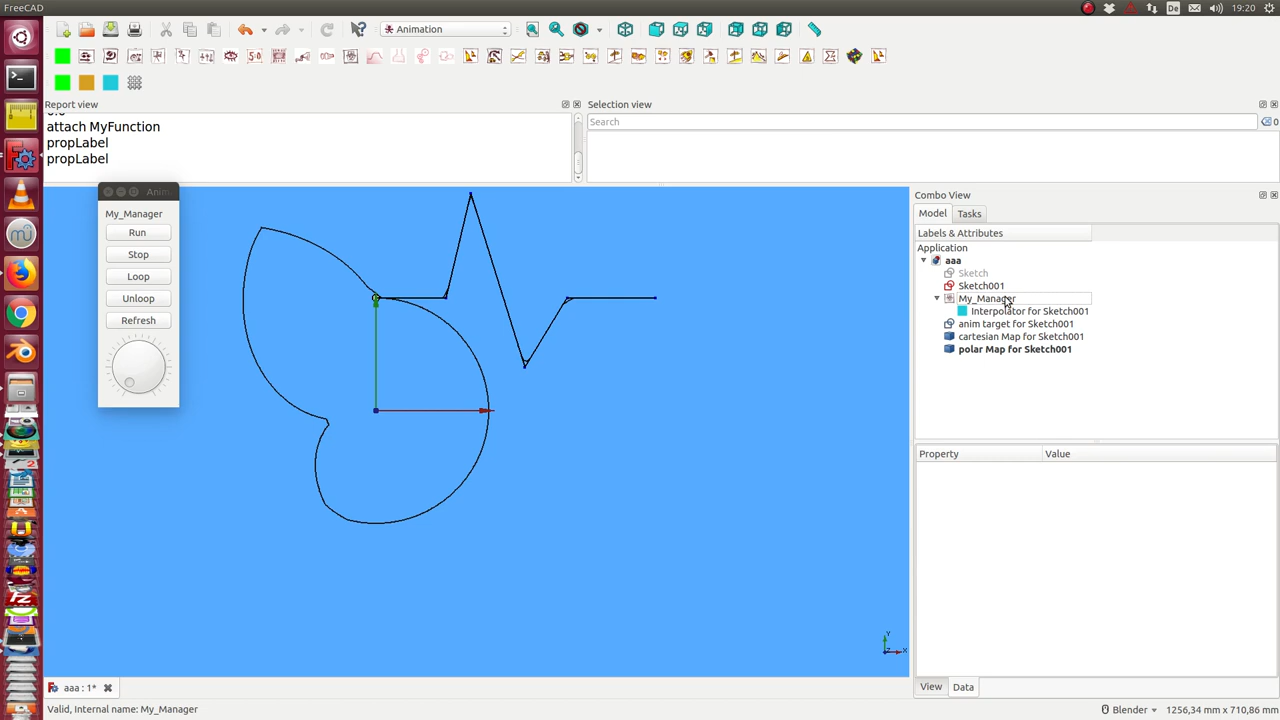 FreeCAD
De
19:20
Animation
Report view
Selection view
attach MyFunction
propLabel
propLabel
Search
0
Anim
My_Manager
Run
Stop
Loop
Unloop
Refresh
Combo View
Model
Tasks
Labels & Attributes
Application
aaa
Sketch
Sketch001
My_Manager
Interpolator for Sketch001
anim target for Sketch001
cartesian Map for Sketch001
polar Map for Sketch001
Property
Value
Y
X
View
Data
aaa : 1*
Valid, Internal name: My_Manager
Blender
1256,34 mm x 710,86 mm